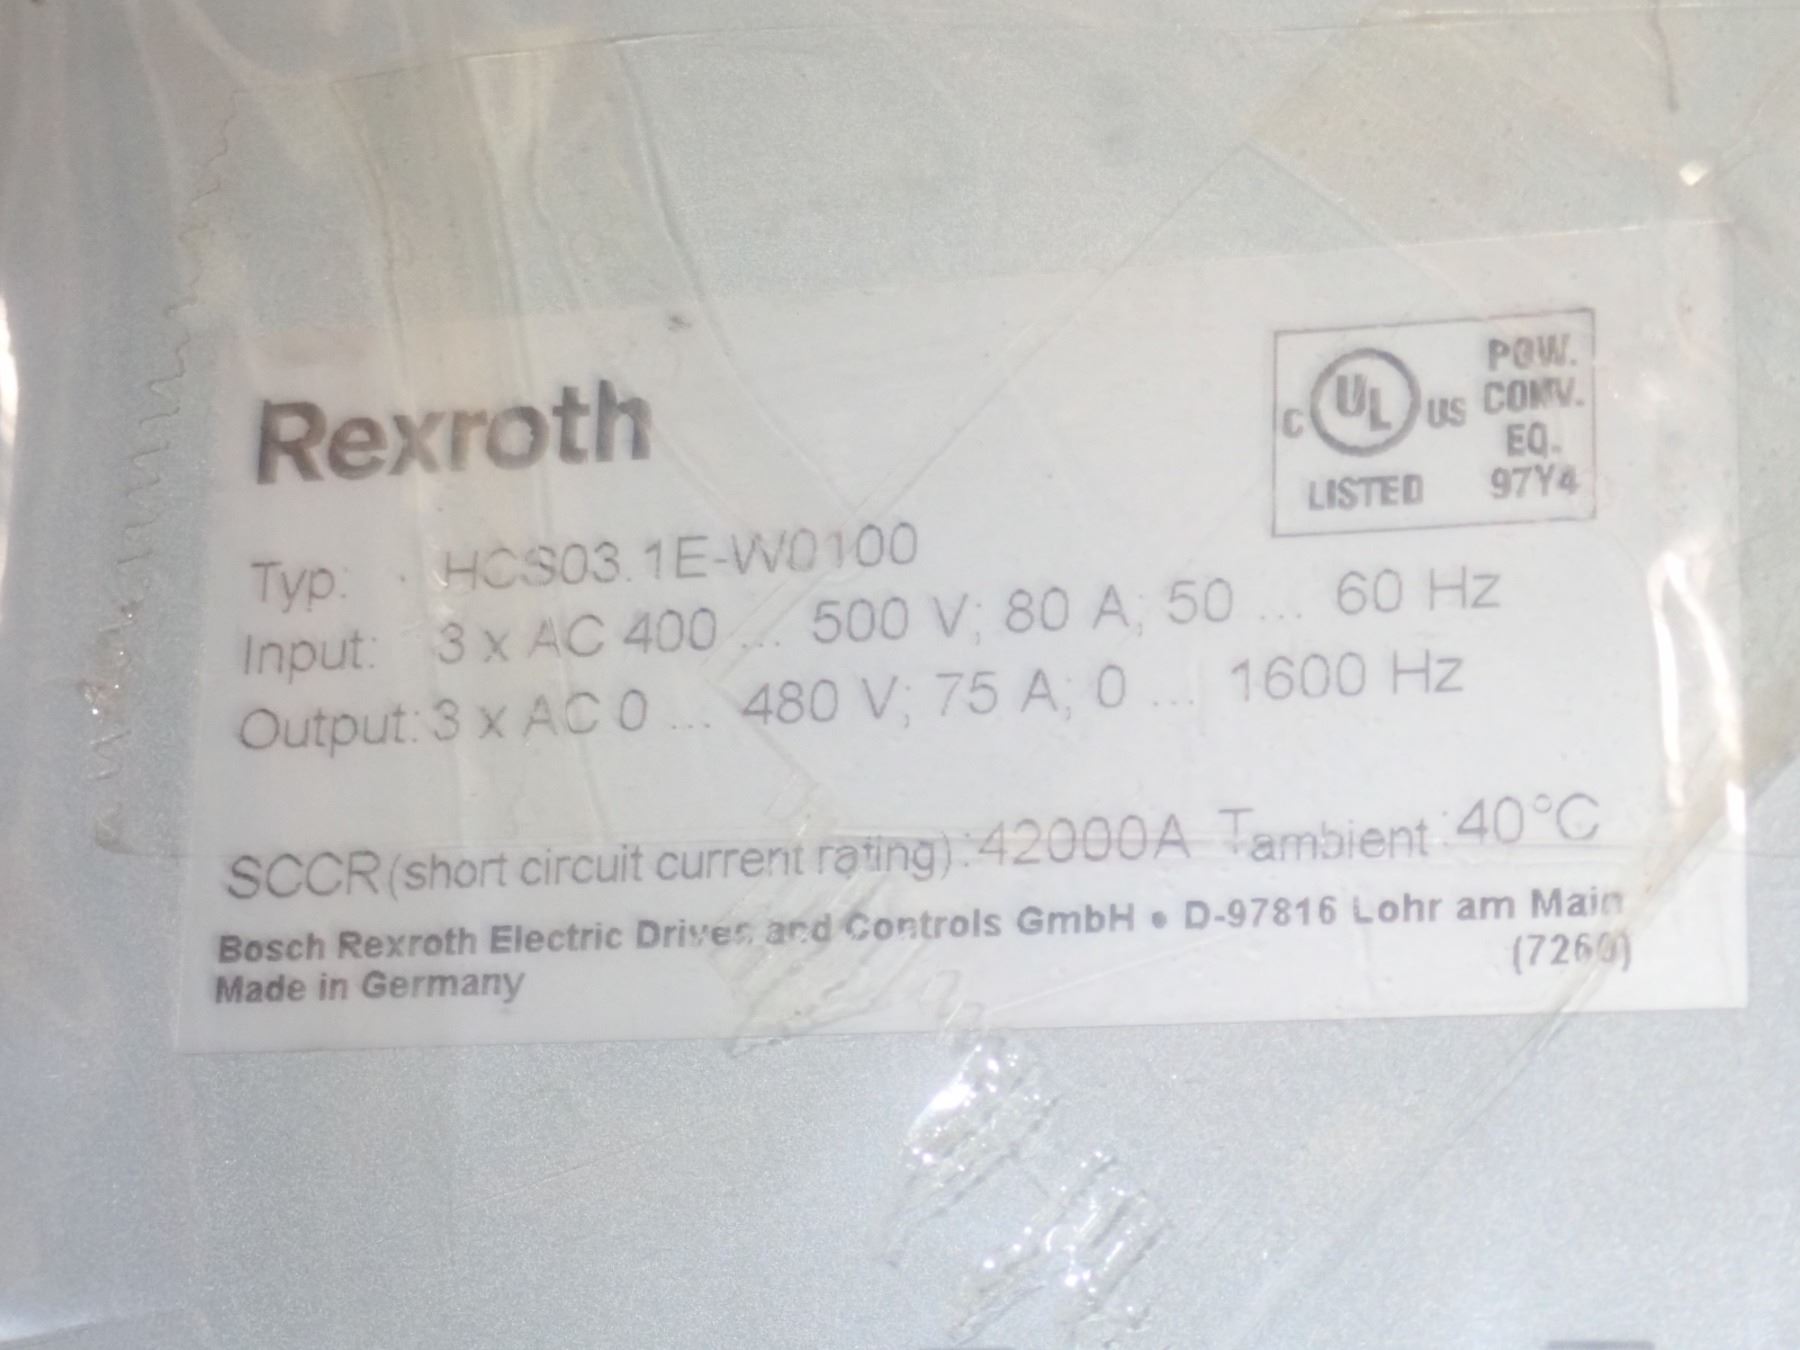 Rexroth
C UL US LISTED
POW.
CONV.
EQ.
97Y4
Typ: HCS03.1E-W0100
Input: 3 x AC 400 ... 500 V; 80 A; 50 ... 60 Hz
Output: 3 x AC 0 ... 480 V; 75 A; 0 ... 1600 Hz
SCCR (short circuit current rating) : 42000A Tambient : 40°C
Bosch Rexroth Electric Drives and Controls GmbH • D-97816 Lohr am Main
(7260)
Made in Germany